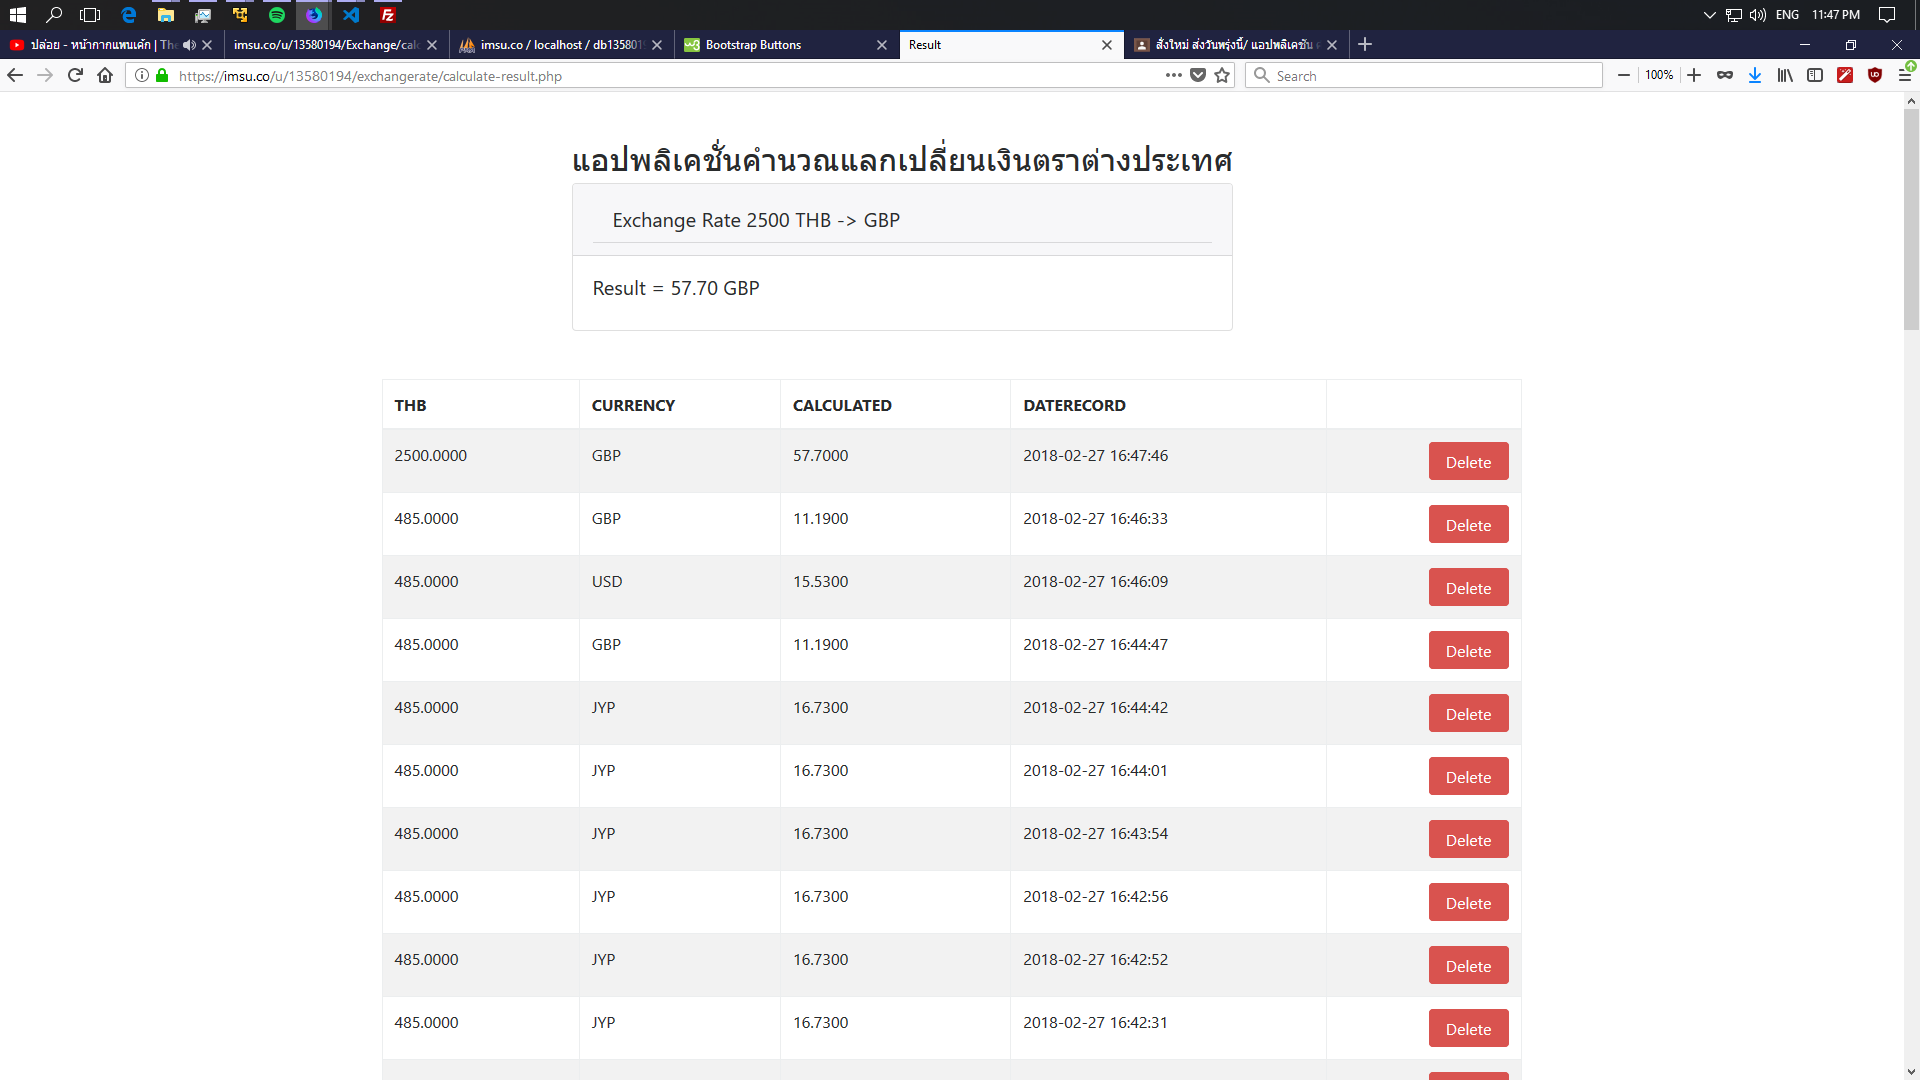 ENG 11:47 PM
ปล่อย - หน้ากากแพนเค้ก | The
imsu.co/u/13580194/Exchange/calc
imsu.co / localhost / db1358019
Bootstrap Buttons
Result
สั่งใหม่ ส่งวันพรุ่งนี้/ แอปพลิเคชัน
https://imsu.co/u/13580194/exchangerate/calculate-result.php
Search
100%
แอปพลิเคชั่นคำนวณแลกเปลี่ยนเงินตราต่างประเทศ
Exchange Rate 2500 THB -> GBP
Result = 57.70 GBP
THB CURRENCY CALCULATED DATERECORD
2500.0000 GBP 57.7000 2018-02-27 16:47:46 Delete
485.0000 GBP 11.1900 2018-02-27 16:46:33 Delete
485.0000 USD 15.5300 2018-02-27 16:46:09 Delete
485.0000 GBP 11.1900 2018-02-27 16:44:47 Delete
485.0000 JYP 16.7300 2018-02-27 16:44:42 Delete
485.0000 JYP 16.7300 2018-02-27 16:44:01 Delete
485.0000 JYP 16.7300 2018-02-27 16:43:54 Delete
485.0000 JYP 16.7300 2018-02-27 16:42:56 Delete
485.0000 JYP 16.7300 2018-02-27 16:42:52 Delete
485.0000 JYP 16.7300 2018-02-27 16:42:31 Delete